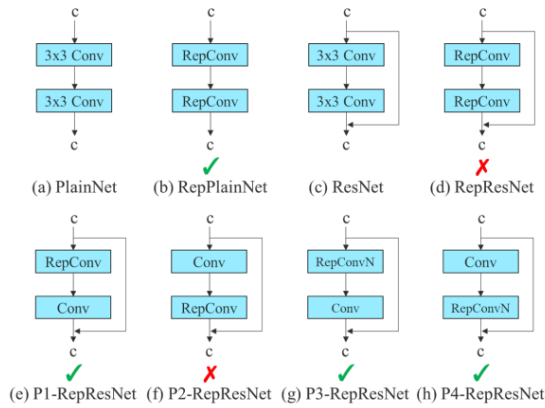 c c c c
3x3 Conv RepConv 3x3 Conv RepConv
3x3 Conv RepConv 3x3 Conv RepConv
c c c c
(a) PlainNet (b) RepPlainNet (c) ResNet (d) RepResNet
c c c c
RepConv Conv RepConvN Conv
Conv RepConv Conv RepConvN
c c c c
(e) P1-RepResNet (f) P2-RepResNet (g) P3-RepResNet (h) P4-RepResNet